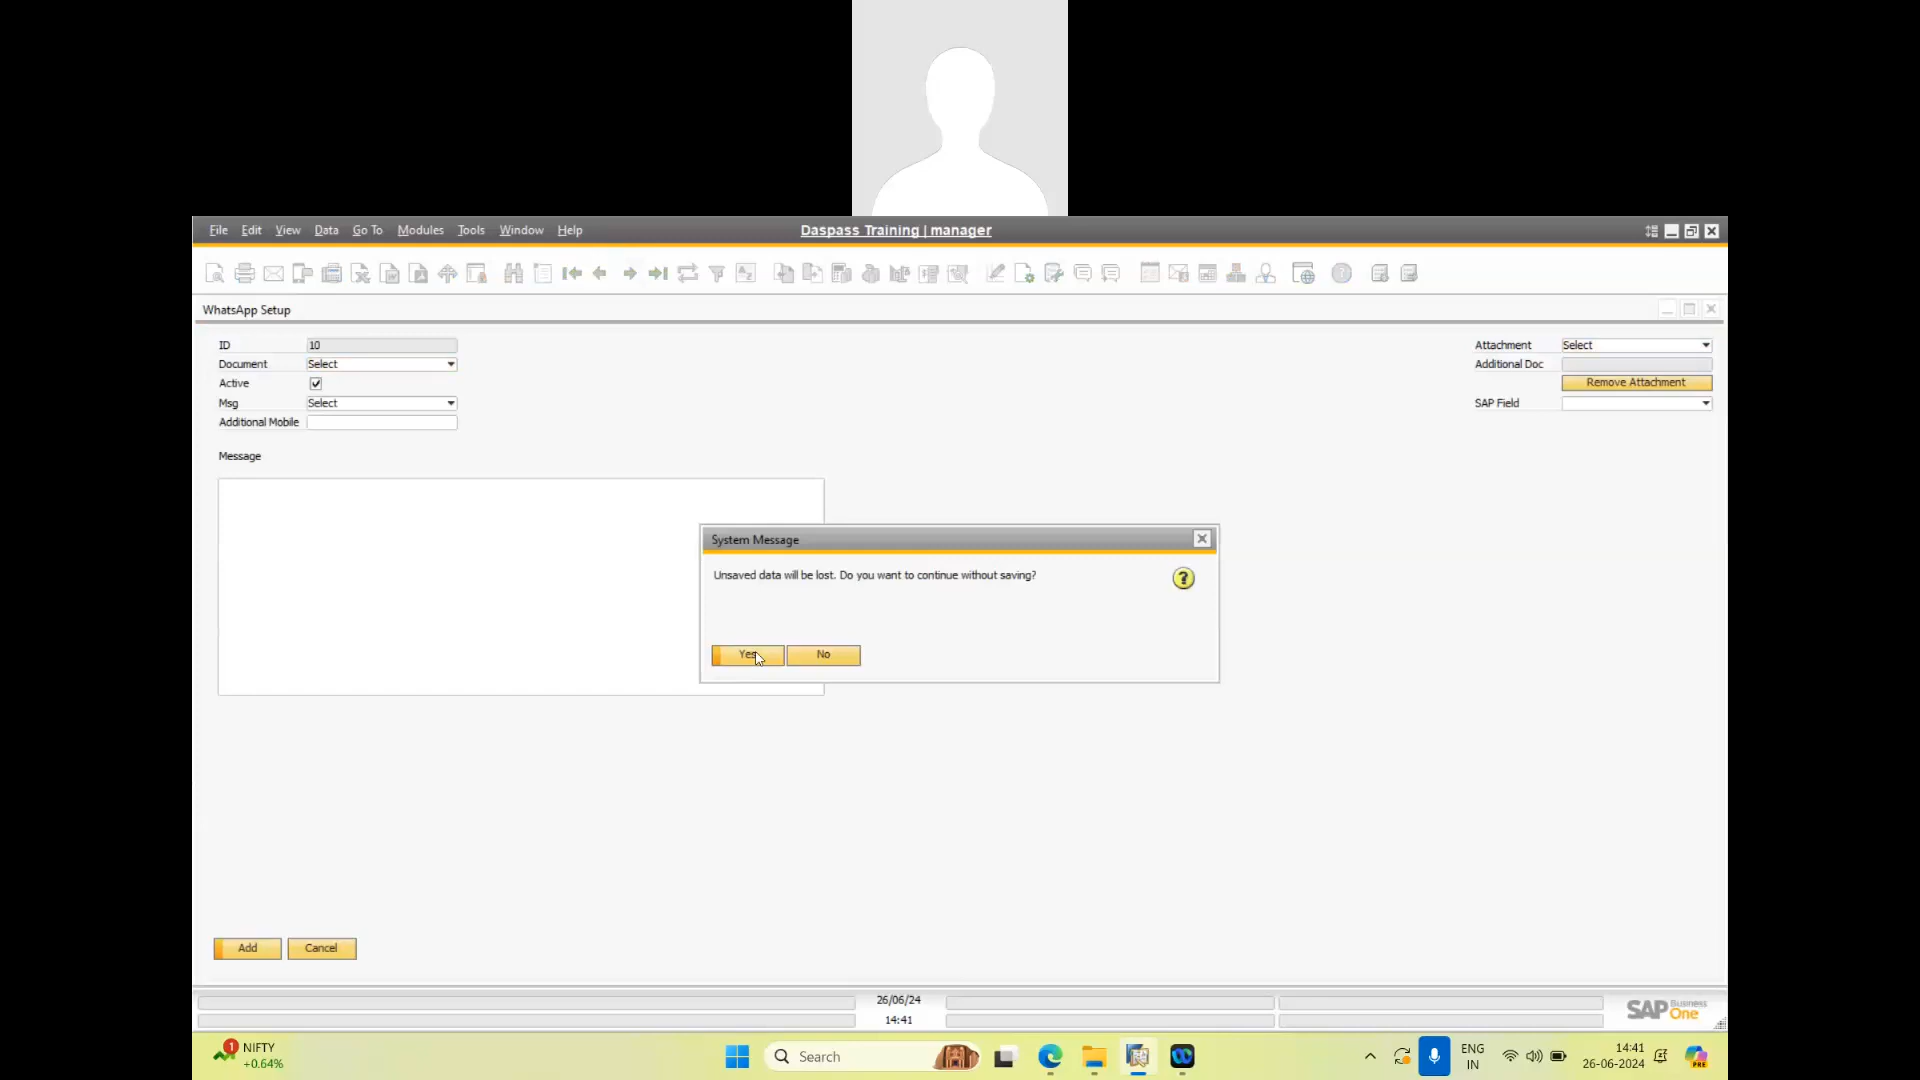 File Edit View Data Go To Modules Tools Window Help
Daspass Training | manager
WhatsApp Setup
ID 10
Document Select
Active
Msg Select
Additional Mobile
Attachment Select
Additional Doc
Remove Attachment
SAP Field
Message
System Message
Unsaved data will be lost. Do you want to continue without saving?
?
Yes No
Add Cancel
26/06/24
14:41
SAP Business One
1
NIFTY
+0.64%
Search
ENG
IN
14:41
26-06-2024
PRE